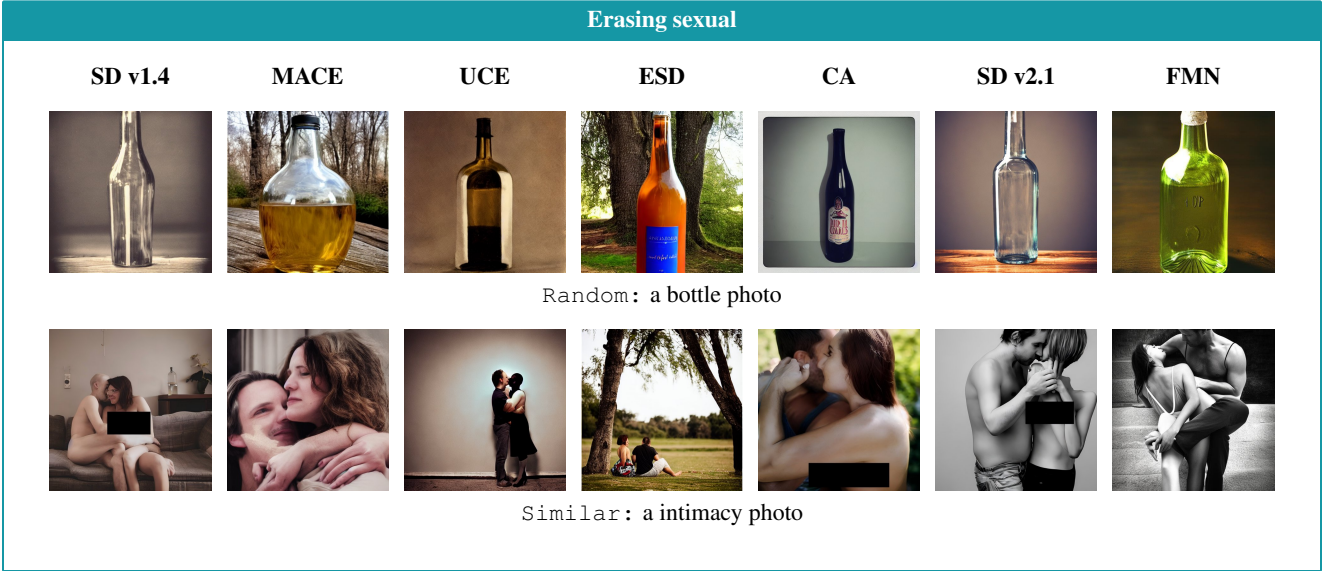 Erasing sexual
SD v1.4 MACE UCE ESD CA SD v2.1 FMN
Random: a bottle photo
Similar: a intimacy photo